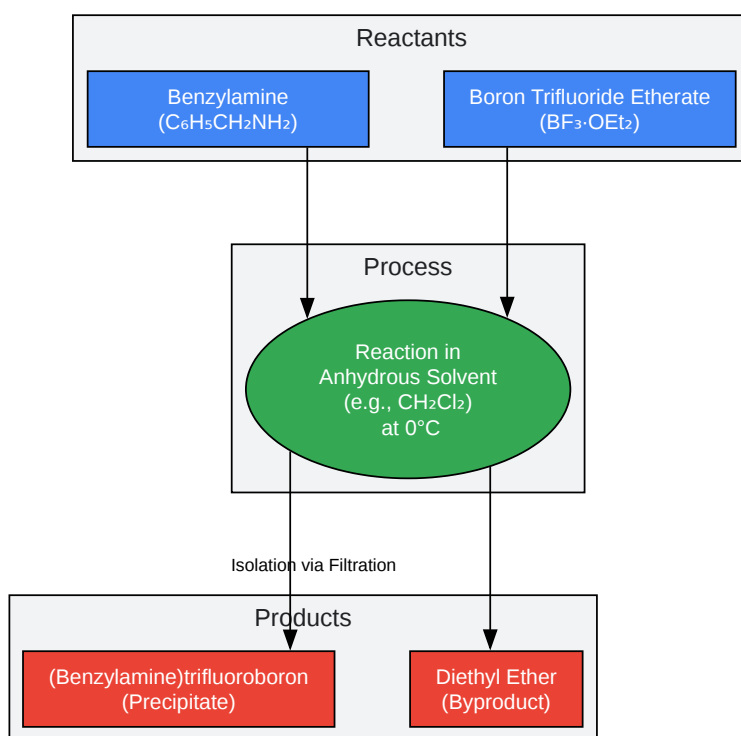 Reactants
Benzylamine
(C₆H₅CH₂NH₂)
Boron Trifluoride Etherate
(BF₃·OEt₂)
Process
Reaction in
Anhydrous Solvent
(e.g., CH₂Cl₂)
at 0°C
Isolation via Filtration
Products
(Benzylamine)trifluoroboron
(Precipitate)
Diethyl Ether
(Byproduct)